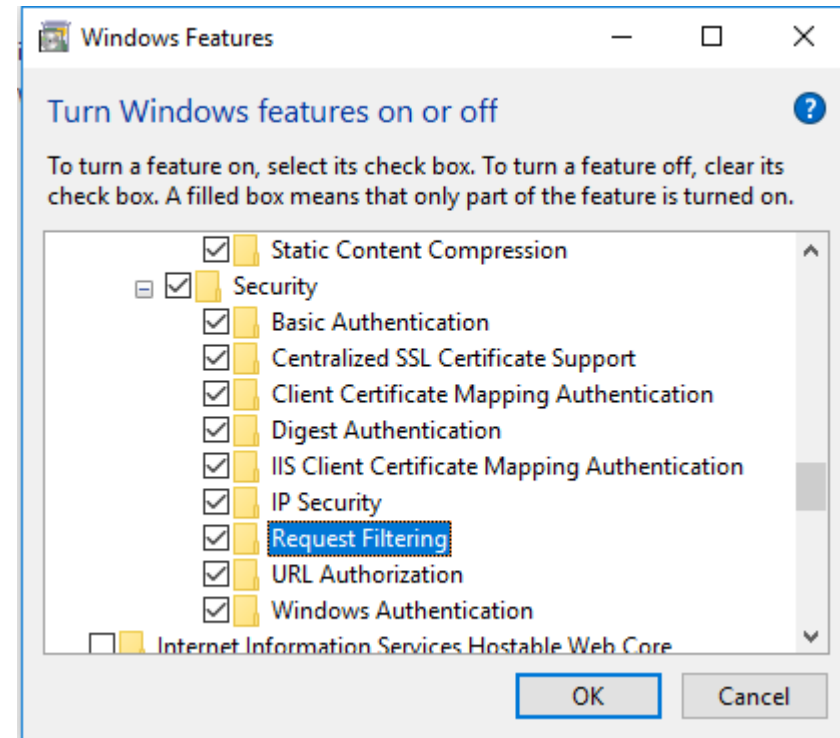 Windows Features
Turn Windows features on or off
To turn a feature on, select its check box. To turn a feature off, clear its
check box. A filled box means that only part of the feature is turned on.
Static Content Compression
Security
Basic Authentication
Centralized SSL Certificate Support
Client Certificate Mapping Authentication
Digest Authentication
IIS Client Certificate Mapping Authentication
IP Security
Request Filtering
URL Authorization
Windows Authentication
Internet Information Services Hostable Web Core
OK
Cancel